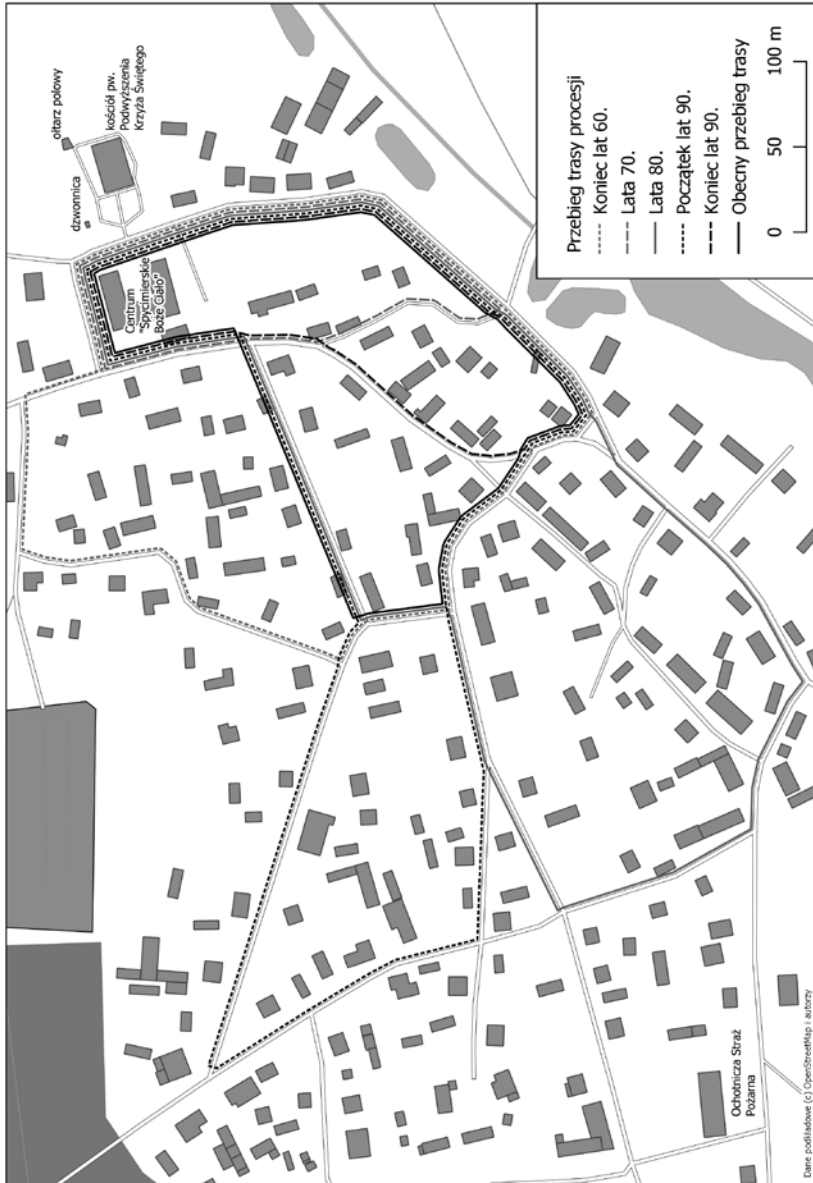 ołtarz polowy
kościół pw.
Podwyższenia
Krzyża Świętego
dzwonnica
Centrum
"Spycimierskie
Boże Ciało"
Przebieg trasy procesji
Koniec lat 60.
Lata 70.
Lata 80.
Początek lat 90.
Koniec lat 90.
Obecny przebieg trasy
0 50 100 m
Ochotnicza Straż
Pożarna
Dane podkładowe (c) OpenStreetMap i autorzy